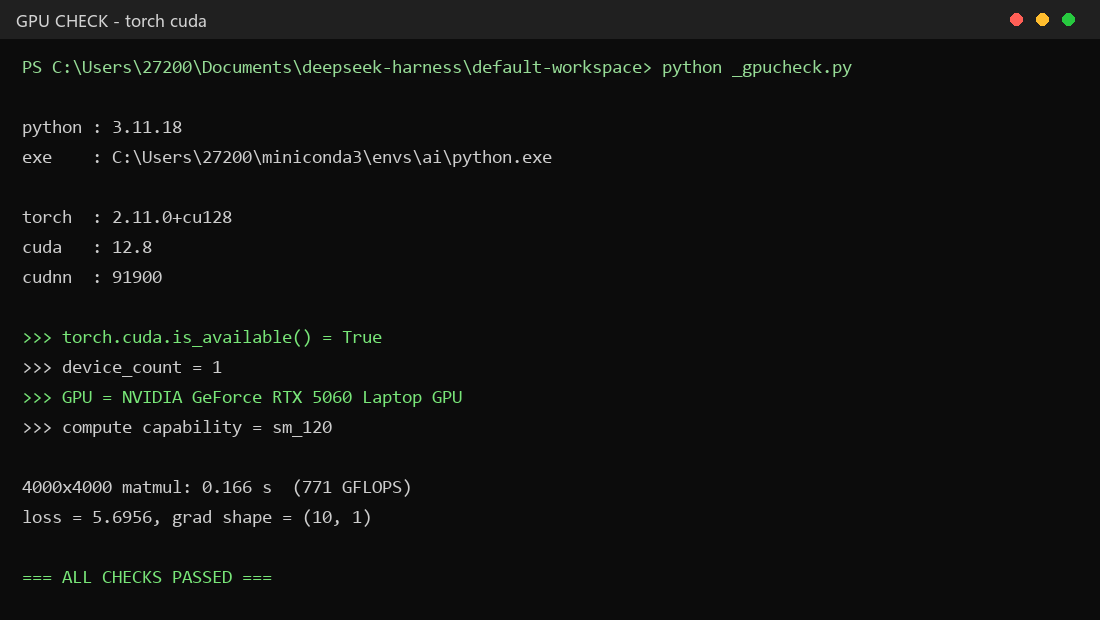 GPU CHECK - torch cuda
PS C:\Users\27200\Documents\deepseek-harness\default-workspace> python _gpucheck.py
python : 3.11.18
exe    : C:\Users\27200\miniconda3\envs\ai\python.exe
torch  : 2.11.0+cu128
cuda   : 12.8
cudnn  : 91900
>>> torch.cuda.is_available() = True
>>> device_count = 1
>>> GPU = NVIDIA GeForce RTX 5060 Laptop GPU
>>> compute capability = sm_120
4000x4000 matmul: 0.166 s  (771 GFLOPS)
loss = 5.6956, grad shape = (10, 1)
=== ALL CHECKS PASSED ===